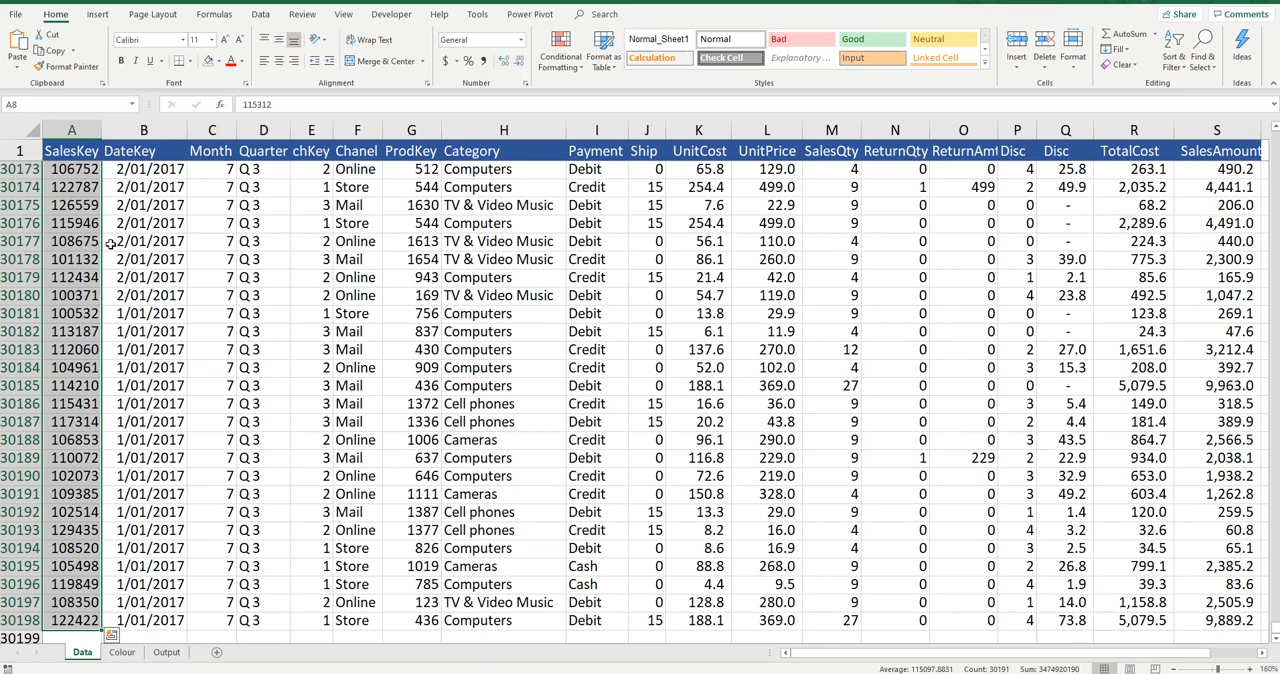 File Home Insert Page Layout Formulas Data Review View Developer Help Tools Power Pivot Search Share Comments
Cut Calibri 11 Wrap Text General Normal_Sheet1 Normal Bad Good Neutral AutoSum
Paste Copy Merge & Center Conditional Formatting Format as Table Calculation Check Cell Explanatory ... Input Linked Cell Insert Delete Format Fill Sort & Filter Find & Select Ideas
Format Painter Clear
Clipboard Font Alignment Number Styles Cells Editing Ideas
A8 fx 115312
A B C D E F G H I J K L M N O P Q R S
1 SalesKey DateKey Month Quarter chKey Chanel ProdKey Category Payment Ship UnitCost UnitPrice SalesQty ReturnQty ReturnAmt Disc Disc TotalCost SalesAmount
30173 106752 2/01/2017 7 Q 3 2 Online 512 Computers Debit 0 65.8 129.0 4 0 0 4 25.8 263.1 490.2
30174 122787 2/01/2017 7 Q 3 1 Store 544 Computers Credit 15 254.4 499.0 9 1 499 2 49.9 2,035.2 4,441.1
30175 126559 2/01/2017 7 Q 3 3 Mail 1630 TV & Video Music Debit 15 7.6 22.9 9 0 0 0 - 68.2 206.0
30176 115946 2/01/2017 7 Q 3 1 Store 544 Computers Debit 15 254.4 499.0 9 0 0 0 - 2,289.6 4,491.0
30177 108675 2/01/2017 7 Q 3 2 Online 1613 TV & Video Music Debit 0 56.1 110.0 4 0 0 0 - 224.3 440.0
30178 101132 2/01/2017 7 Q 3 3 Mail 1654 TV & Video Music Credit 0 86.1 260.0 9 0 0 3 39.0 775.3 2,300.9
30179 112434 2/01/2017 7 Q 3 2 Online 943 Computers Credit 15 21.4 42.0 4 0 0 1 2.1 85.6 165.9
30180 100371 2/01/2017 7 Q 3 2 Online 169 TV & Video Music Debit 0 54.7 119.0 9 0 0 4 23.8 492.5 1,047.2
30181 100532 1/01/2017 7 Q 3 1 Store 756 Computers Debit 0 13.8 29.9 9 0 0 0 - 123.8 269.1
30182 113187 1/01/2017 7 Q 3 3 Mail 837 Computers Debit 15 6.1 11.9 4 0 0 0 - 24.3 47.6
30183 112060 1/01/2017 7 Q 3 3 Mail 430 Computers Credit 0 137.6 270.0 12 0 0 2 27.0 1,651.6 3,212.4
30184 104961 1/01/2017 7 Q 3 2 Online 909 Computers Credit 0 52.0 102.0 4 0 0 3 15.3 208.0 392.7
30185 114210 1/01/2017 7 Q 3 3 Mail 436 Computers Debit 0 188.1 369.0 27 0 0 0 - 5,079.5 9,963.0
30186 115431 1/01/2017 7 Q 3 3 Mail 1372 Cell phones Credit 15 16.6 36.0 9 0 0 3 5.4 149.0 318.5
30187 117314 1/01/2017 7 Q 3 3 Mail 1336 Cell phones Debit 15 20.2 43.8 9 0 0 2 4.4 181.4 389.9
30188 106853 1/01/2017 7 Q 3 2 Online 1006 Cameras Credit 0 96.1 290.0 9 0 0 3 43.5 864.7 2,566.5
30189 110072 1/01/2017 7 Q 3 3 Mail 637 Computers Debit 0 116.8 229.0 9 1 229 2 22.9 934.0 2,038.1
30190 102073 1/01/2017 7 Q 3 2 Online 646 Computers Credit 0 72.6 219.0 9 0 0 3 32.9 653.0 1,938.2
30191 109385 1/01/2017 7 Q 3 2 Online 1111 Cameras Credit 0 150.8 328.0 4 0 0 3 49.2 603.4 1,262.8
30192 102514 1/01/2017 7 Q 3 3 Mail 1387 Cell phones Debit 0 13.3 29.0 9 0 0 1 1.4 120.0 259.5
30193 129435 1/01/2017 7 Q 3 2 Online 1377 Cell phones Credit 15 8.2 16.0 4 0 0 4 3.2 32.6 60.8
30194 108520 1/01/2017 7 Q 3 1 Store 826 Computers Debit 0 8.6 16.9 4 0 0 3 2.5 34.5 65.1
30195 105498 1/01/2017 7 Q 3 1 Store 1019 Cameras Cash 0 88.8 268.0 9 0 0 2 26.8 799.1 2,385.2
30196 119849 1/01/2017 7 Q 3 1 Store 785 Computers Cash 0 4.4 9.5 9 0 0 4 1.9 39.3 83.6
30197 108350 1/01/2017 7 Q 3 2 Online 123 TV & Video Music Debit 0 128.8 280.0 9 0 0 1 14.0 1,158.8 2,505.9
30198 122422 1/01/2017 7 Q 3 1 Store 436 Computers Debit 15 188.1 369.0 27 0 0 4 73.8 5,079.5 9,889.2
30199
Data Colour Output
Average: 115097.8831 Count: 30191 Sum: 3474920190 160%